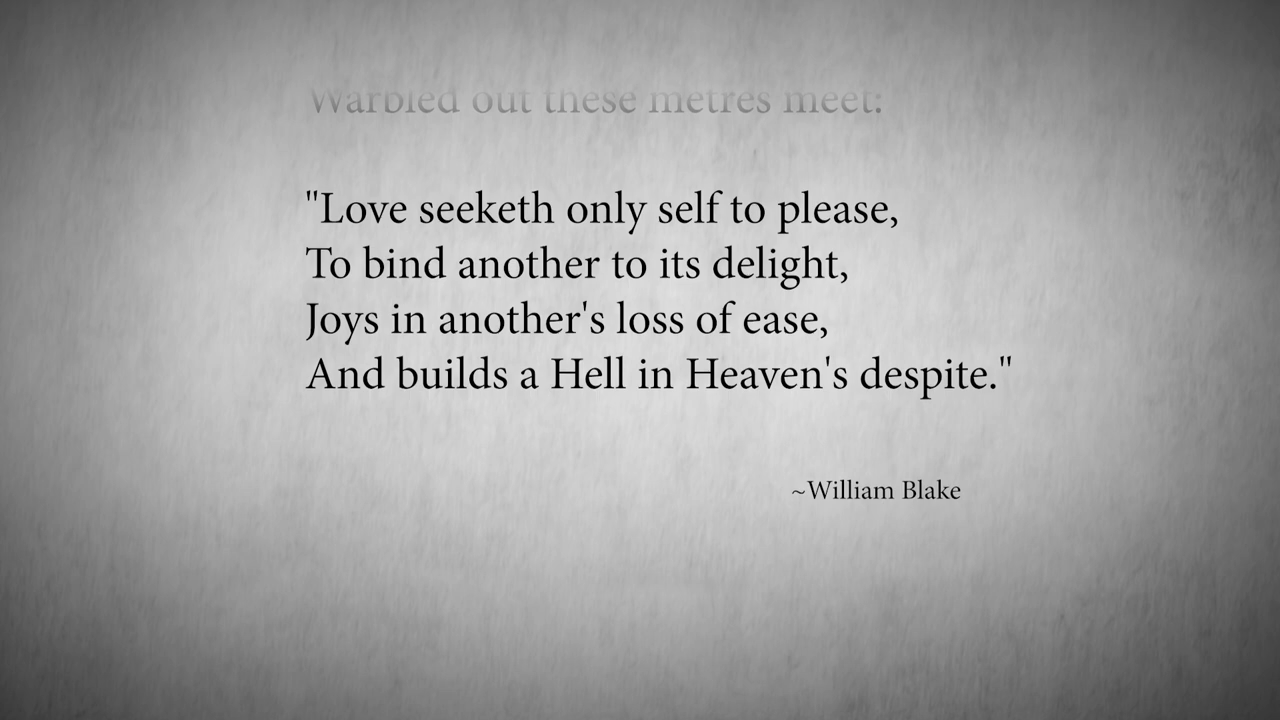 Warbled out these metres meet:
"Love seeketh only self to please,
To bind another to its delight,
Joys in another's loss of ease,
And builds a Hell in Heaven's despite."
~William Blake